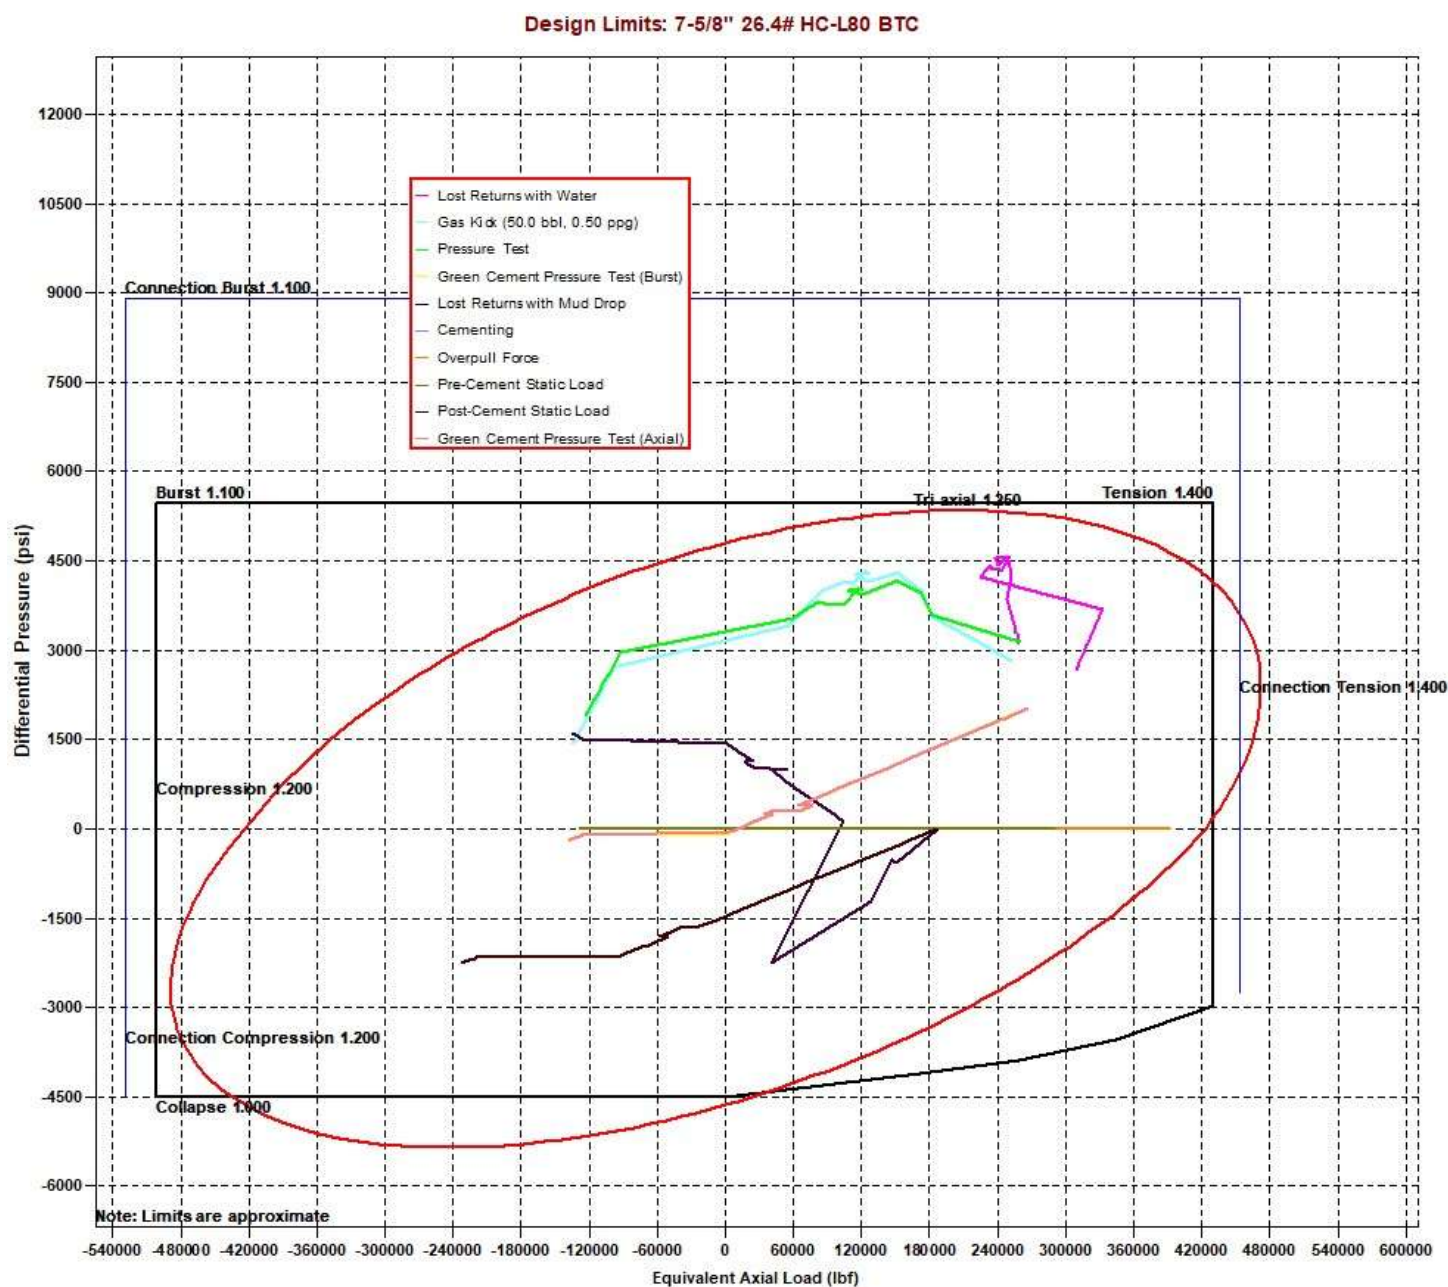 Design Limits: 7-5/8" 26.4# HC-L80 BTC
12000
10500
Lost Returns with Water
Gas Kick (50.0 bbl, 0.50 ppg)
Pressure Test
Green Cement Pressure Test (Burst)
Lost Returns with Mud Drop
Cementing
Overpull Force
Pre-Cement Static Load
Post-Cement Static Load
Green Cement Pressure Test (Axial)
9000
Connection Burst 1.100
7500
6000
Burst 1.100
Tri axial 1.250
Tension 1.400
Differential Pressure (psi)
4500
3000
Connection Tension 1.400
1500
Compression 1.200
0
-1500
-3000
Connection Compression 1.200
-4500
Collapse 1.000
-6000
Note: Limits are approximate
-540000 -480000 -420000 -360000 -300000 -240000 -180000 -120000 -60000 0 60000 120000 180000 240000 300000 360000 420000 480000 540000 600000
Equivalent Axial Load (lbf)